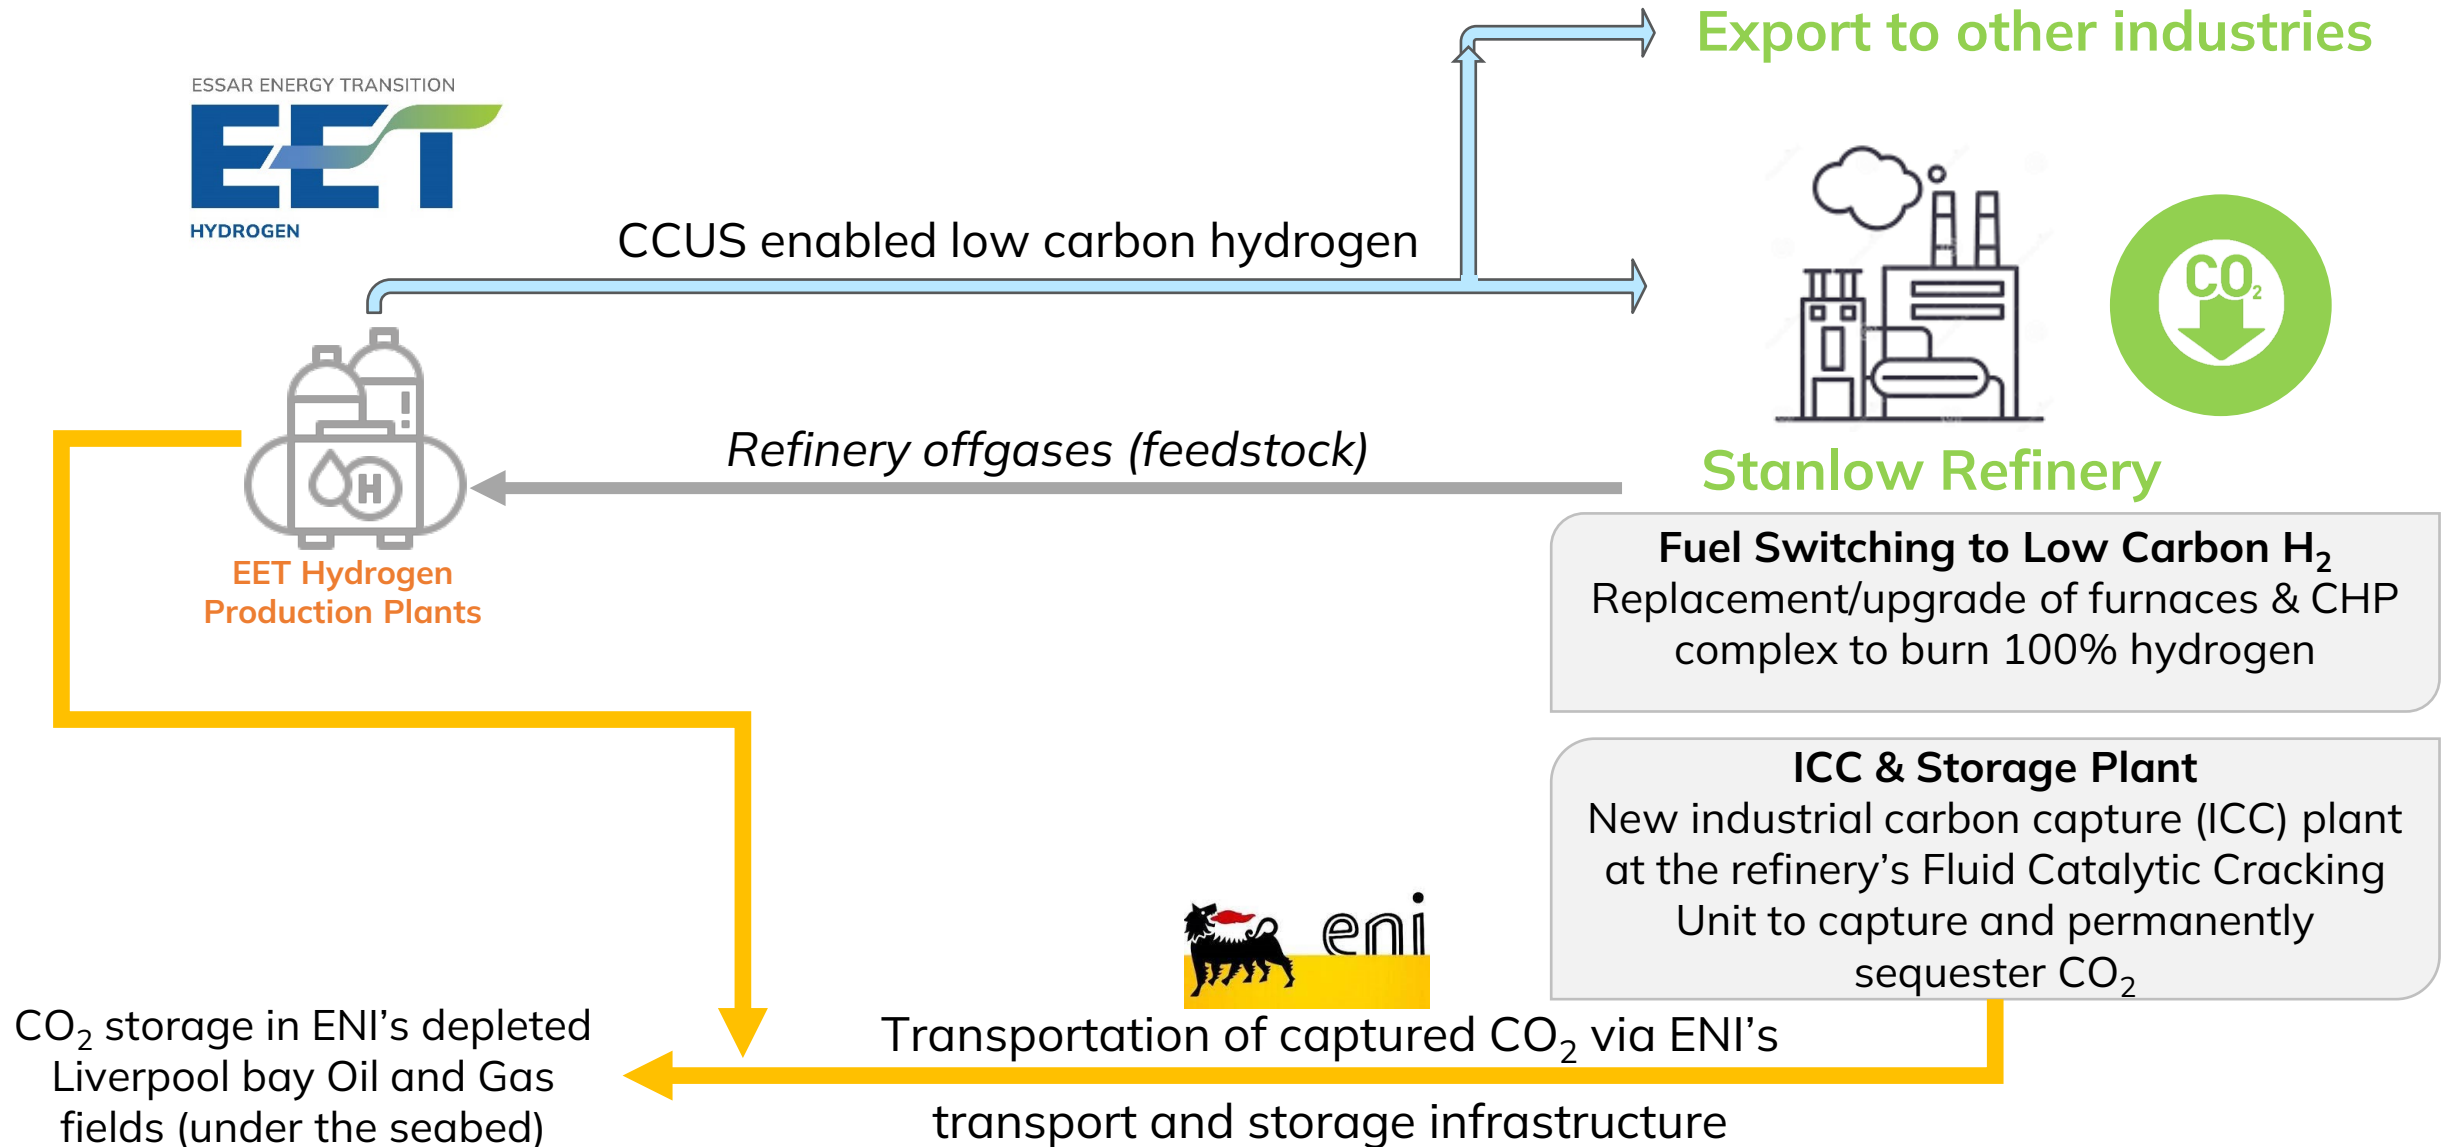 Export to other industries
ESSAR ENERGY TRANSITION
EET
HYDROGEN
CCUS enabled low carbon hydrogen
CO₂
Refinery offgases (feedstock)
H
Stanlow Refinery
EET Hydrogen
Production Plants
Fuel Switching to Low Carbon H₂
Replacement/upgrade of furnaces & CHP
complex to burn 100% hydrogen
ICC & Storage Plant
New industrial carbon capture (ICC) plant
at the refinery’s Fluid Catalytic Cracking
Unit to capture and permanently
sequester CO₂
eni
Transportation of captured CO₂ via ENI’s
transport and storage infrastructure
CO₂ storage in ENI’s depleted
Liverpool bay Oil and Gas
fields (under the seabed)